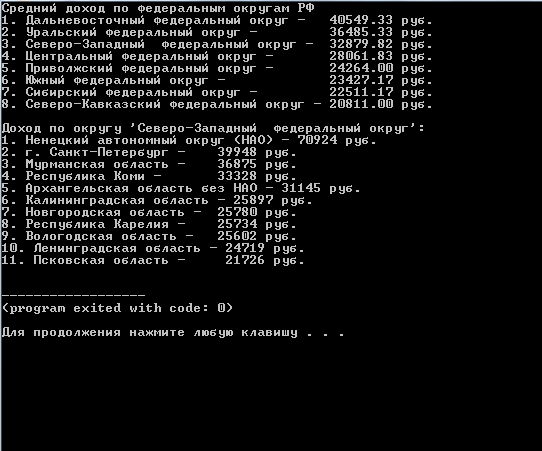 Средний доход по федеральным округам РФ
1. Дальневосточный федеральный округ - 40549.33 руб.
2. Уральский федеральный округ - 36485.33 руб.
3. Северо-Западный  федеральный округ - 32879.82 руб.
4. Центральный федеральный округ - 28061.83 руб.
5. Приволжский федеральный округ - 24264.00 руб.
6. Южный федеральный округ - 23427.17 руб.
7. Сибирский федеральный округ - 22511.17 руб.
8. Северо-Кавказский федеральный округ - 20811.00 руб.
Доход по округу 'Северо-Западный  федеральный округ':
1. Ненецкий автономный округ (НАО) - 70924 руб.
2. г. Санкт-Петербург - 39948 руб.
3. Мурманская область - 36875 руб.
4. Республика Коми - 33328 руб.
5. Архангельская область без НАО - 31145 руб.
6. Калининградская область - 25897 руб.
7. Новгородская область - 25780 руб.
8. Республика Карелия - 25734 руб.
9. Вологодская область - 25602 руб.
10. Ленинградская область - 24719 руб.
11. Псковская область - 21726 руб.
------------------
(program exited with code: 0)
Для продолжения нажмите любую клавишу . . .